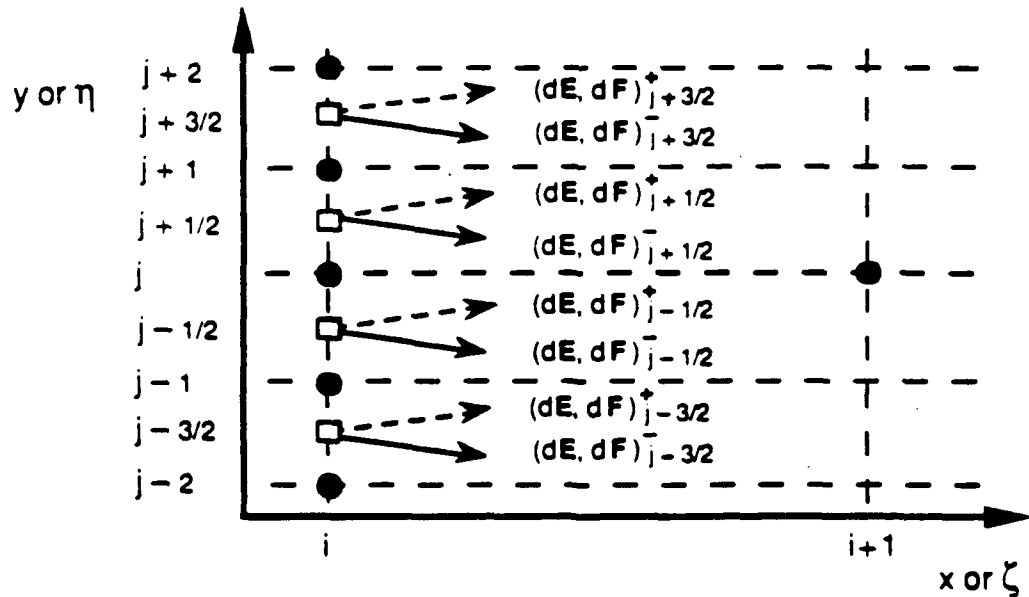 y or η
j + 2
j + 3/2
j + 1
j + 1/2
j
j − 1/2
j − 1
j − 3/2
j − 2
(dE, dF)⁺ j + 3/2
(dE, dF)⁻ j + 3/2
(dE, dF)⁺ j + 1/2
(dE, dF)⁻ j + 1/2
(dE, dF)⁺ j − 1/2
(dE, dF)⁻ j − 1/2
(dE, dF)⁺ j − 3/2
(dE, dF)⁻ j − 3/2
i
i + 1
x or ζ